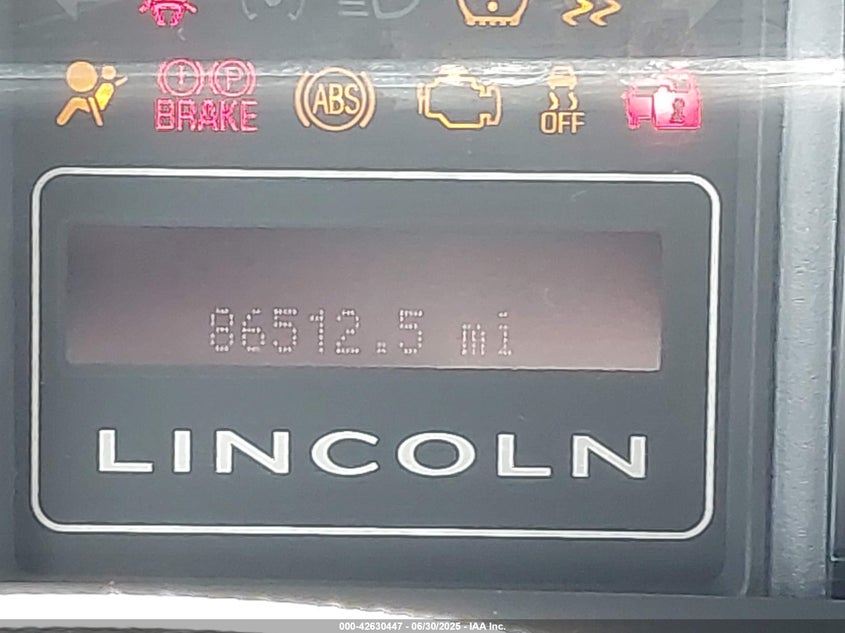 BRAKE
ABS
OFF
86512.5 mi
LINCOLN
000-42630447 - 06/30/2025 - IAA Inc.